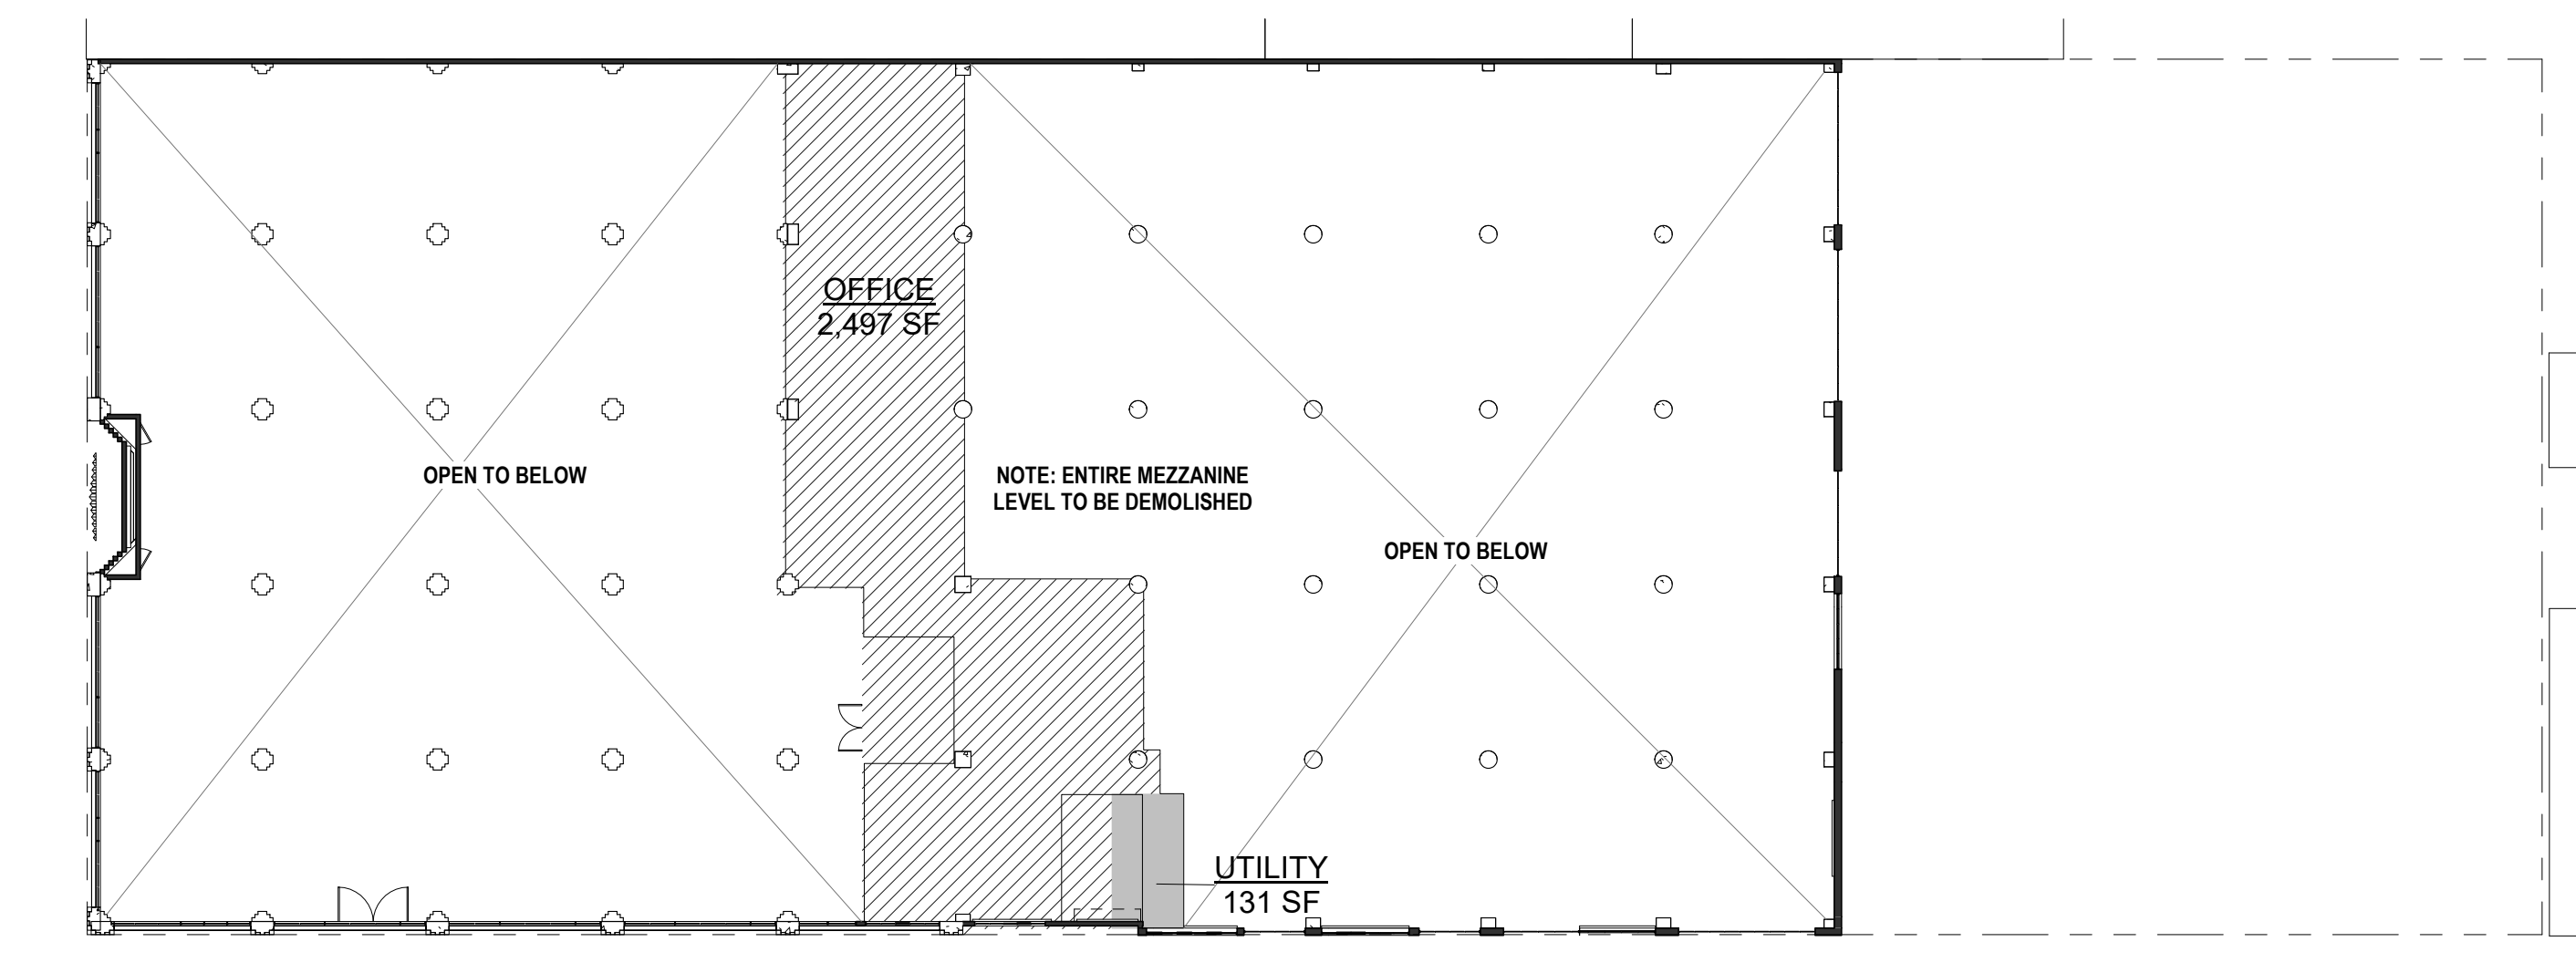 OFFICE
2,497 SF
OPEN TO BELOW
NOTE: ENTIRE MEZZANINE
LEVEL TO BE DEMOLISHED
OPEN TO BELOW
UTILITY
131 SF